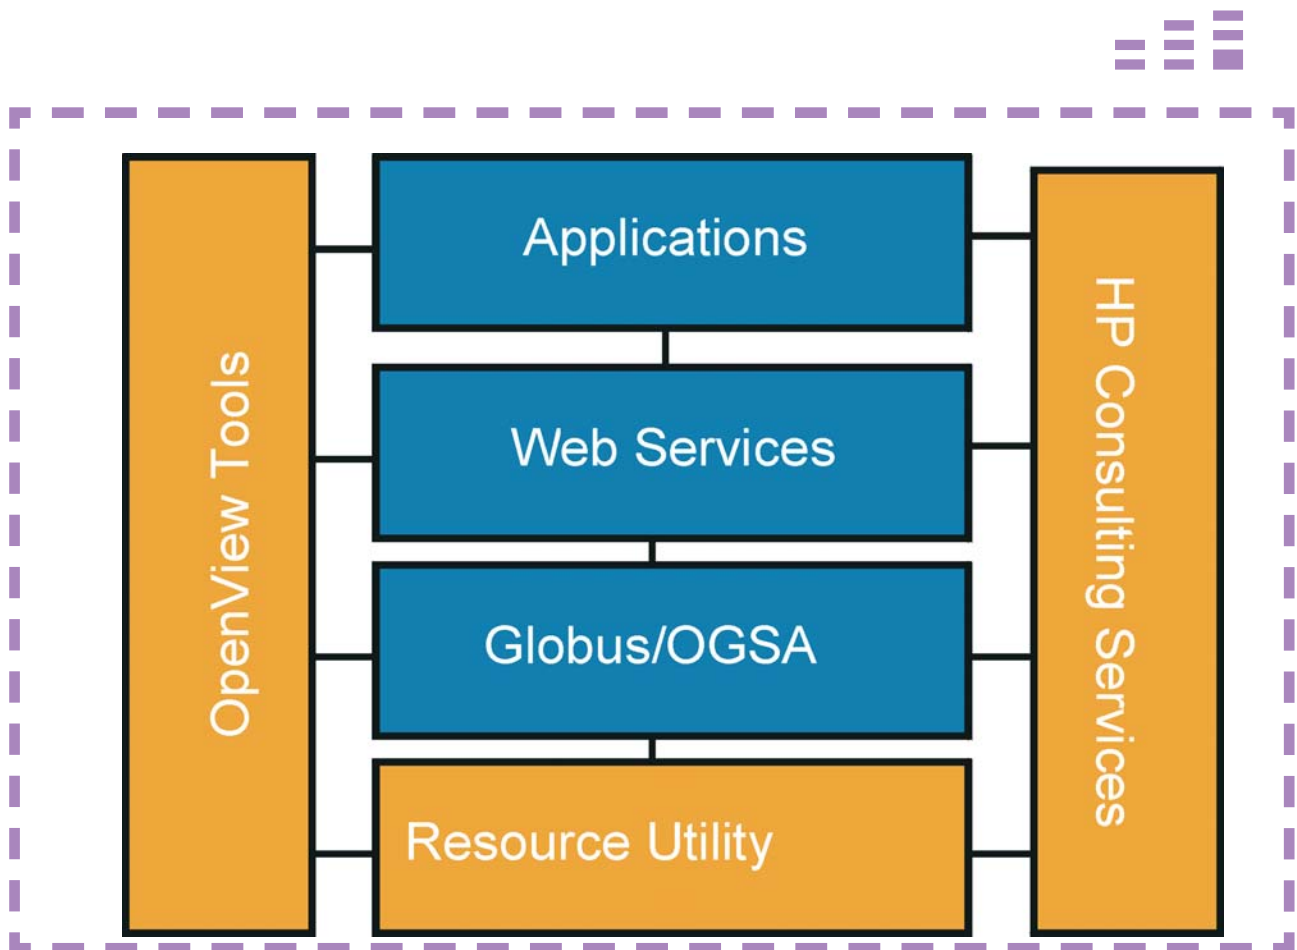 OpenView Tools
Applications
Web Services
Globus/OGSA
Resource Utility
HP Consulting Services